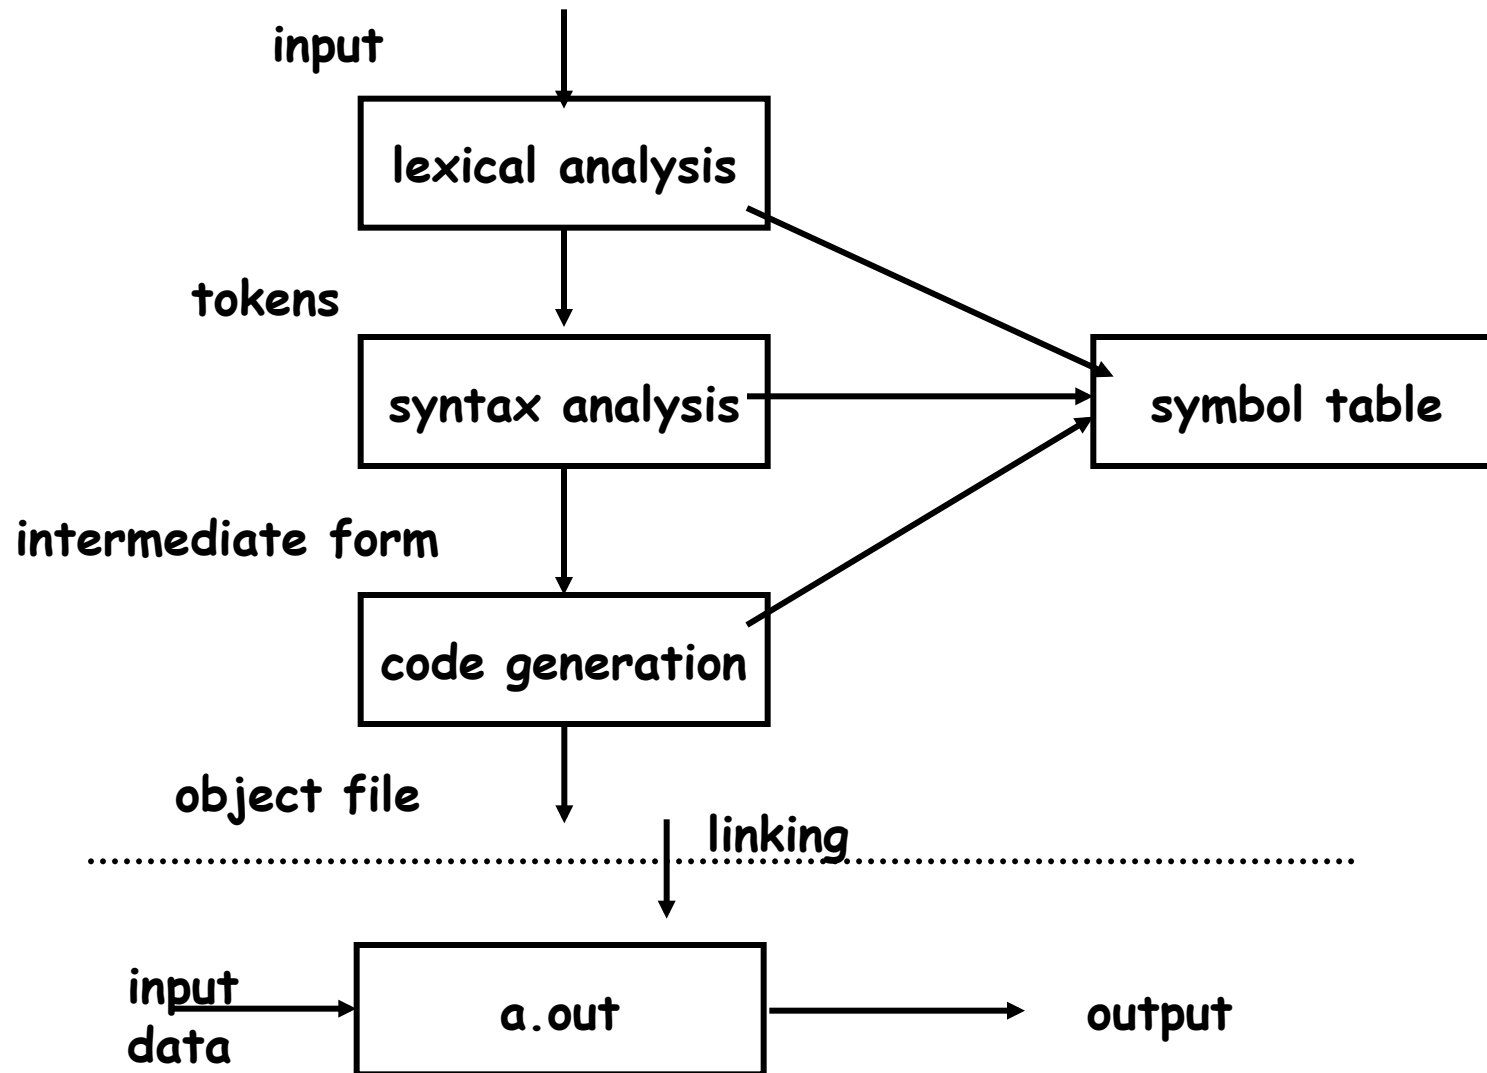 input
lexical analysis
tokens
syntax analysis
symbol table
intermediate form
code generation
object file
linking
input
data
a.out
output